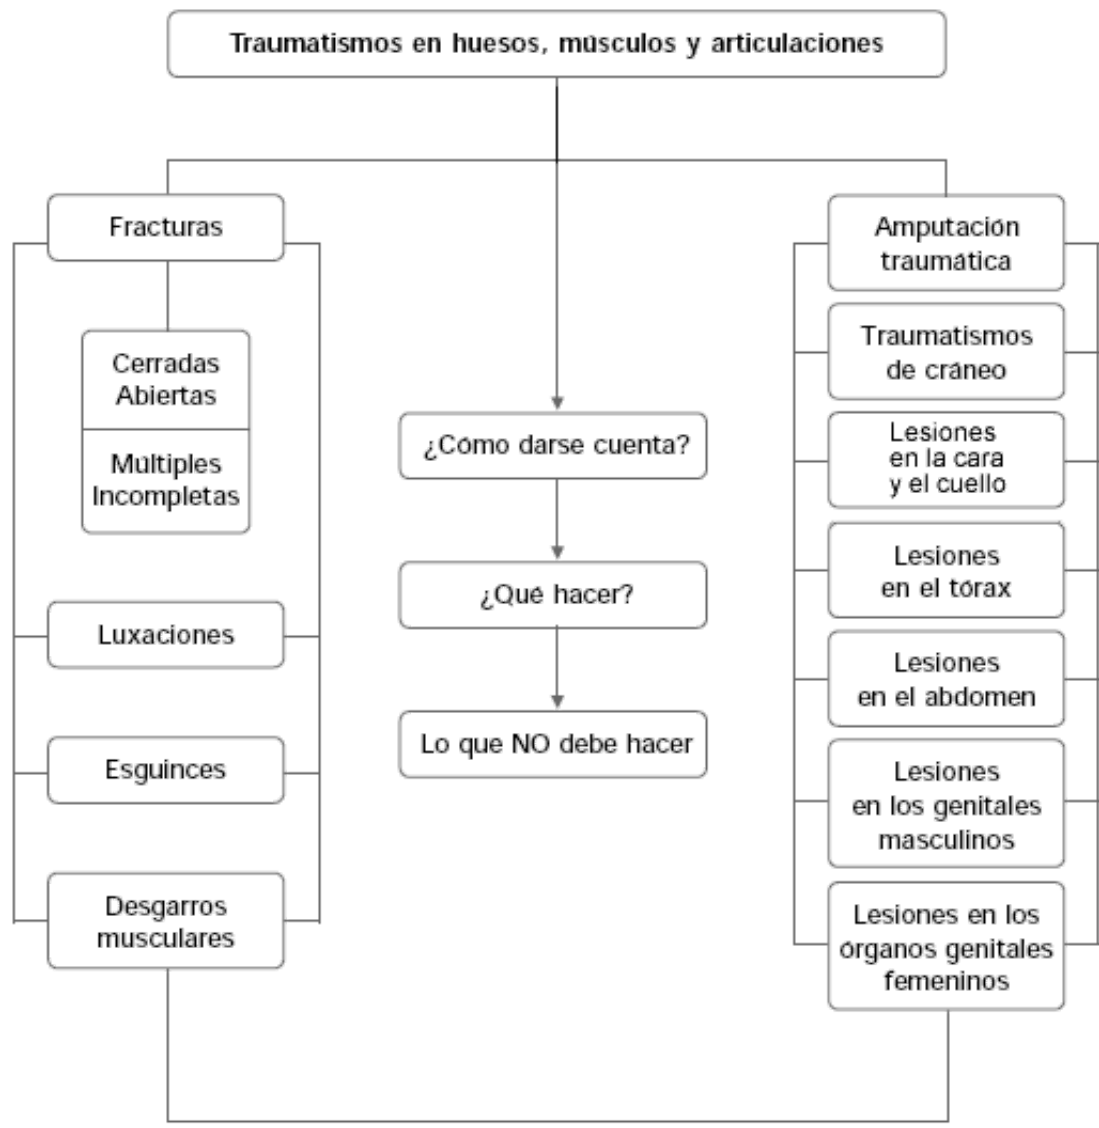 Traumatismos en huesos, músculos y articulaciones
Fracturas
Cerradas
Abiertas
Múltiples
Incompletas
Luxaciones
Esguinces
Desgarros
musculares
¿Cómo darse cuenta?
¿Qué hacer?
Lo que NO debe hacer
Amputación
traumática
Traumatismos
de cráneo
Lesiones
en la cara
y el cuello
Lesiones
en el tórax
Lesiones
en el abdomen
Lesiones
en los genitales
masculinos
Lesiones en los
órganos genitales
femeninos